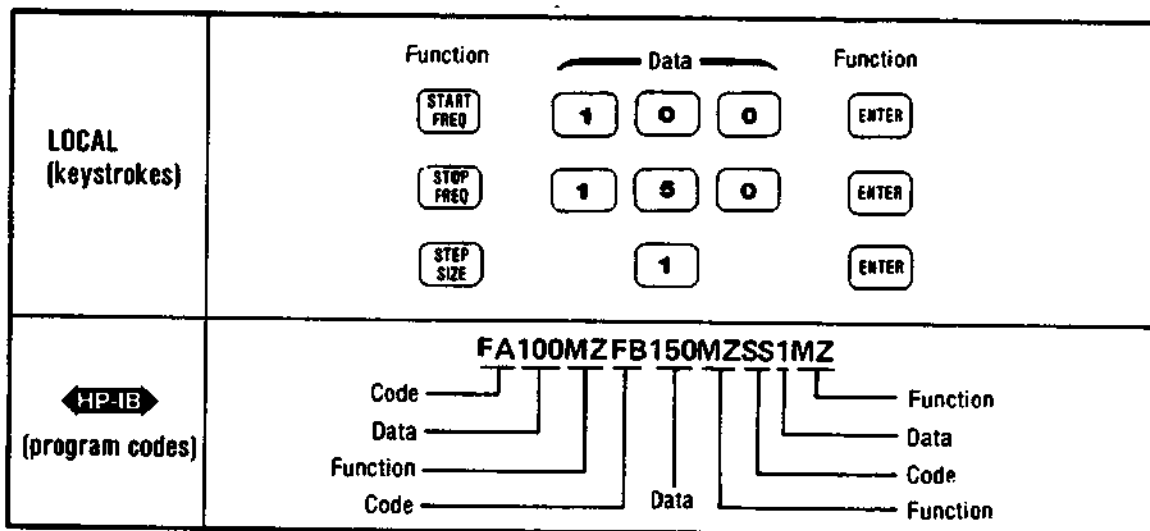 Function Data Function
LOCAL
(keystrokes)
START
FREQ
1 0 0
ENTER
STOP
FREQ
1 5 0
ENTER
STEP
SIZE
1
ENTER
HP-IB
(program codes)
FA100MZFB150MZSS1MZ
Code
Data
Function
Code
Data
Function
Data
Code
Function